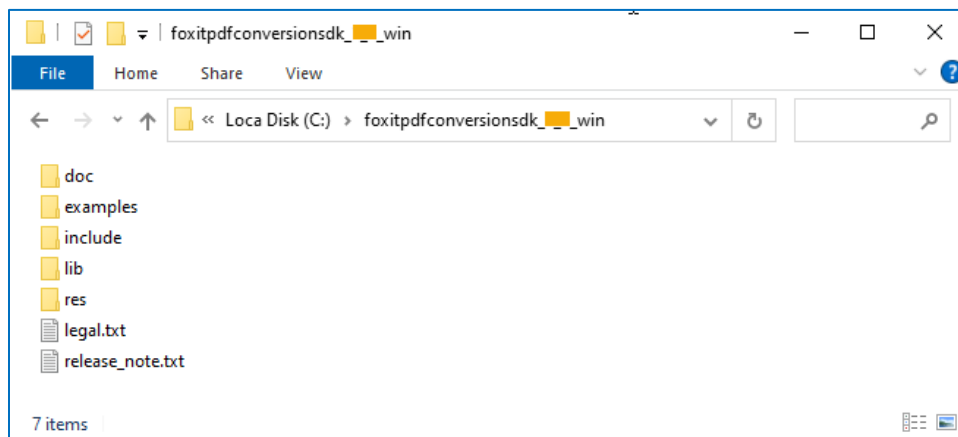 foxitpdfconversionsdk_ _ _win
File Home Share View ?
« Loca Disk (C:) › foxitpdfconversionsdk_ _ _win
doc
examples
include
lib
res
legal.txt
release_note.txt
7 items